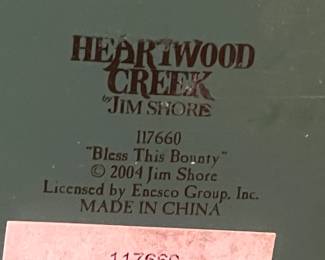 HEARTWOOD
CREEK
by JIM SHORE
117660
"Bless This Bounty"
© 2004 Jim Shore
Licensed by Enesco Group, Inc.
MADE IN CHINA
117660